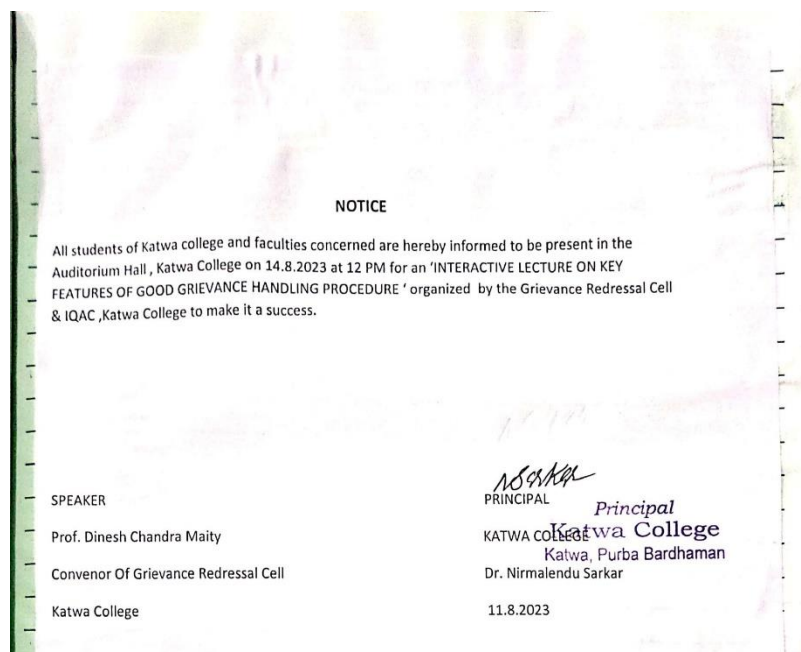 NOTICE
All students of Katwa college and faculties concerned are hereby informed to be present in the
Auditorium Hall , Katwa College on 14.8.2023 at 12 PM for an ‘INTERACTIVE LECTURE ON KEY
FEATURES OF GOOD GRIEVANCE HANDLING PROCEDURE ‘ organized by the Grievance Redressal Cell
& IQAC ,Katwa College to make it a success.
NSarkar
SPEAKER
PRINCIPAL
Principal
Prof. Dinesh Chandra Maity
KATWA COLLEGE
Katwa College
Katwa, Purba Bardhaman
Convenor Of Grievance Redressal Cell
Dr. Nirmalendu Sarkar
Katwa College
11.8.2023